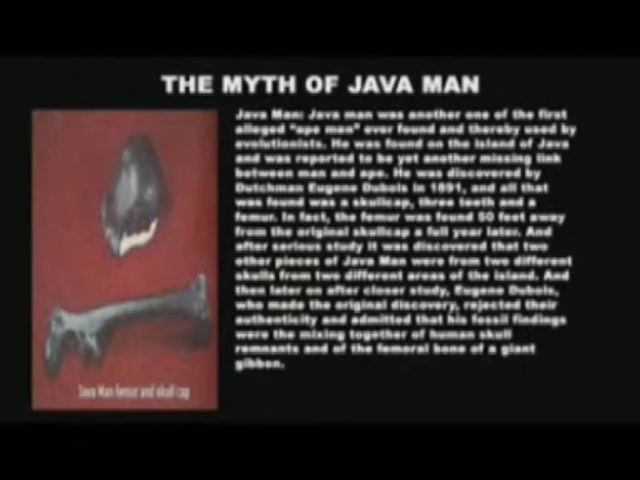 THE MYTH OF JAVA MAN
Java Man: Java man was another one of the first
alleged "ape men" ever found and thereby used by
evolutionists. He was found on the island of Java
and was reported to be yet another missing link
between man and ape. He was discovered by
Dutchman Eugene Dubois in 1891, and all that
was found was a skullcap, three teeth and a
femur. In fact, the femur was found 50 feet away
from the original skullcap a full year later. And
after serious study it was discovered that two
other pieces of Java Man were from two different
skulls from two different areas of the island. And
then later on after closer study, Eugene Dubois,
who made the original discovery, rejected their
authenticity and admitted that his fossil findings
were the mixing together of human skull
remnants and of the femoral bone of a giant
gibbon.
Java Man femur and skull cap